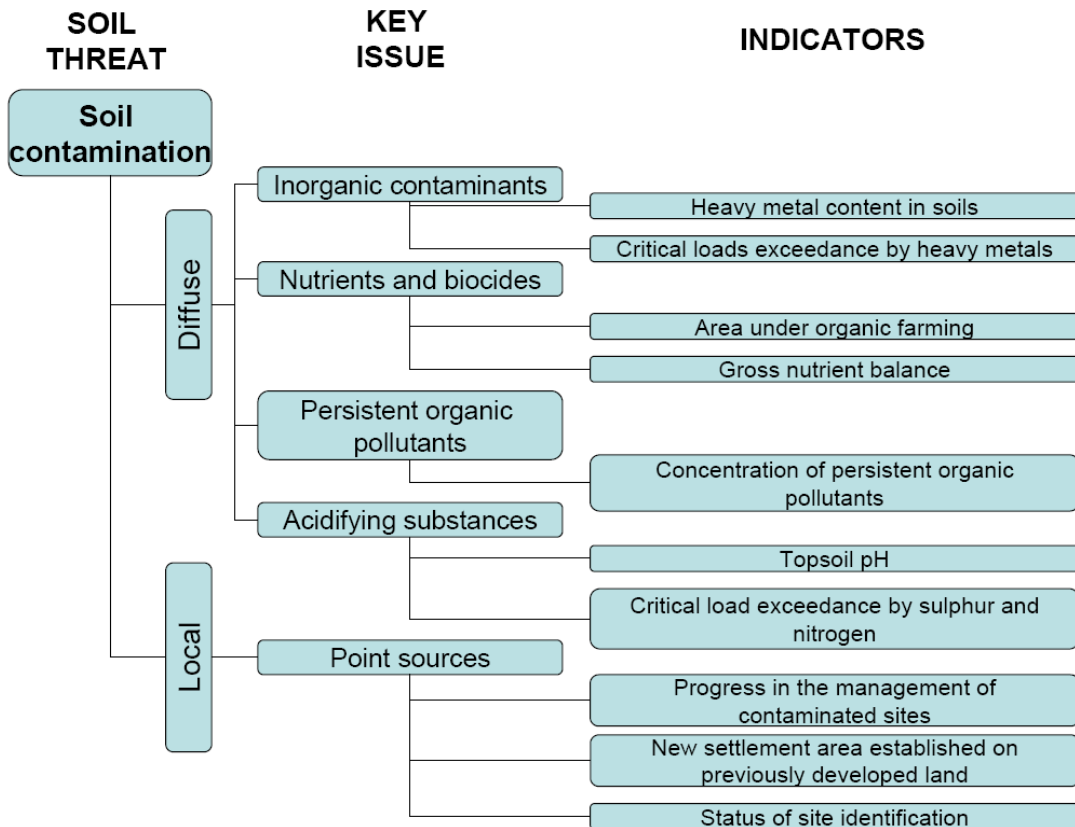 SOIL
THREAT
KEY
ISSUE
INDICATORS
Soil
contamination
Diffuse
Inorganic contaminants
Heavy metal content in soils
Critical loads exceedance by heavy metals
Nutrients and biocides
Area under organic farming
Gross nutrient balance
Persistent organic
pollutants
Concentration of persistent organic
pollutants
Acidifying substances
Topsoil pH
Critical load exceedance by sulphur and
nitrogen
Local
Point sources
Progress in the management of
contaminated sites
New settlement area established on
previously developed land
Status of site identification